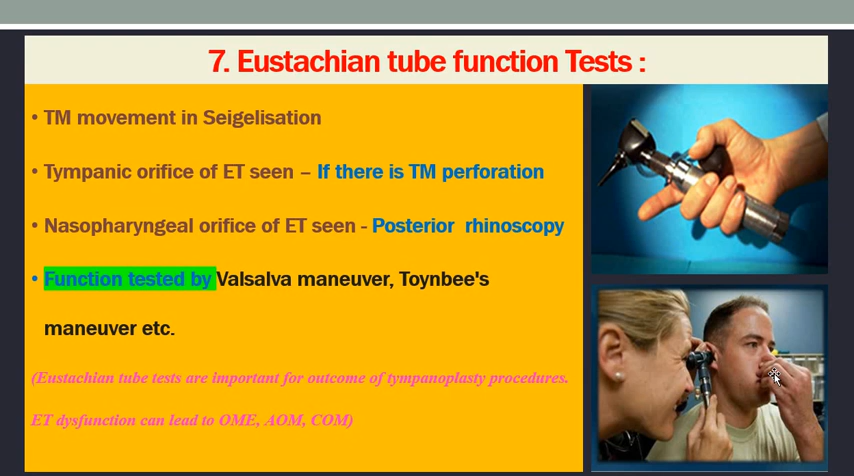 7. Eustachian tube function Tests :
• TM movement in Seigelisation
• Tympanic orifice of ET seen – If there is TM perforation
• Nasopharyngeal orifice of ET seen - Posterior rhinoscopy
• Function tested by Valsalva maneuver, Toynbee's
maneuver etc.
(Eustachian tube tests are important for outcome of tympanoplasty procedures.
ET dysfunction can lead to OME, AOM, COM)